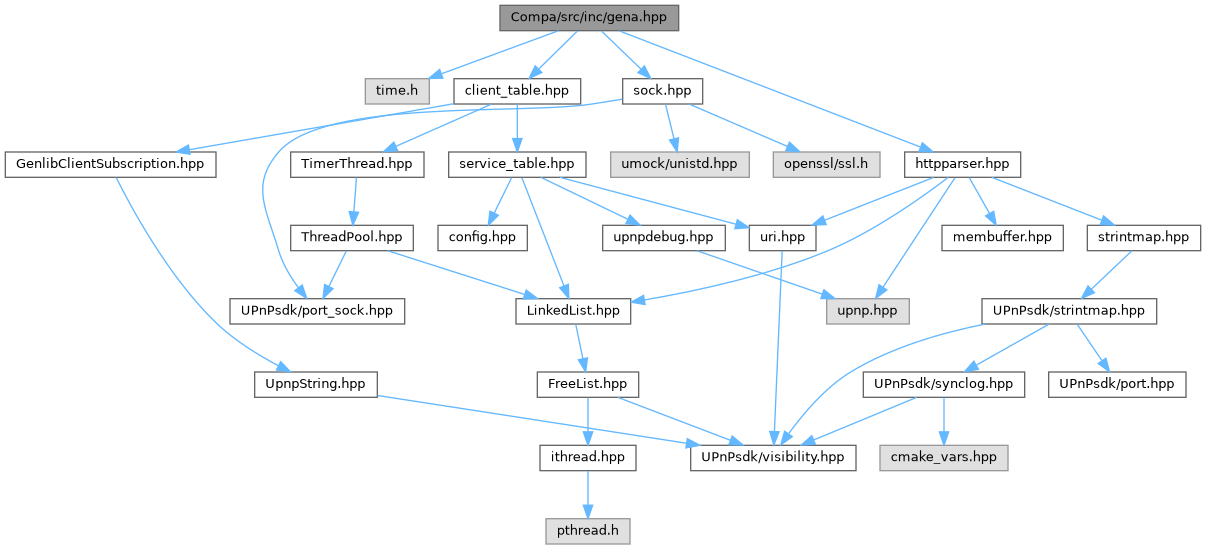 Compa/src/inc/gena.hpp
time.h
client_table.hpp
sock.hpp
GenlibClientSubscription.hpp
TimerThread.hpp
service_table.hpp
umock/unistd.hpp
openssl/ssl.h
httpparser.hpp
ThreadPool.hpp
config.hpp
upnpdebug.hpp
uri.hpp
membuffer.hpp
strintmap.hpp
UPnPsdk/port_sock.hpp
LinkedList.hpp
upnp.hpp
UPnPsdk/strintmap.hpp
UpnpString.hpp
FreeList.hpp
UPnPsdk/synclog.hpp
UPnPsdk/port.hpp
ithread.hpp
UPnPsdk/visibility.hpp
cmake_vars.hpp
pthread.h